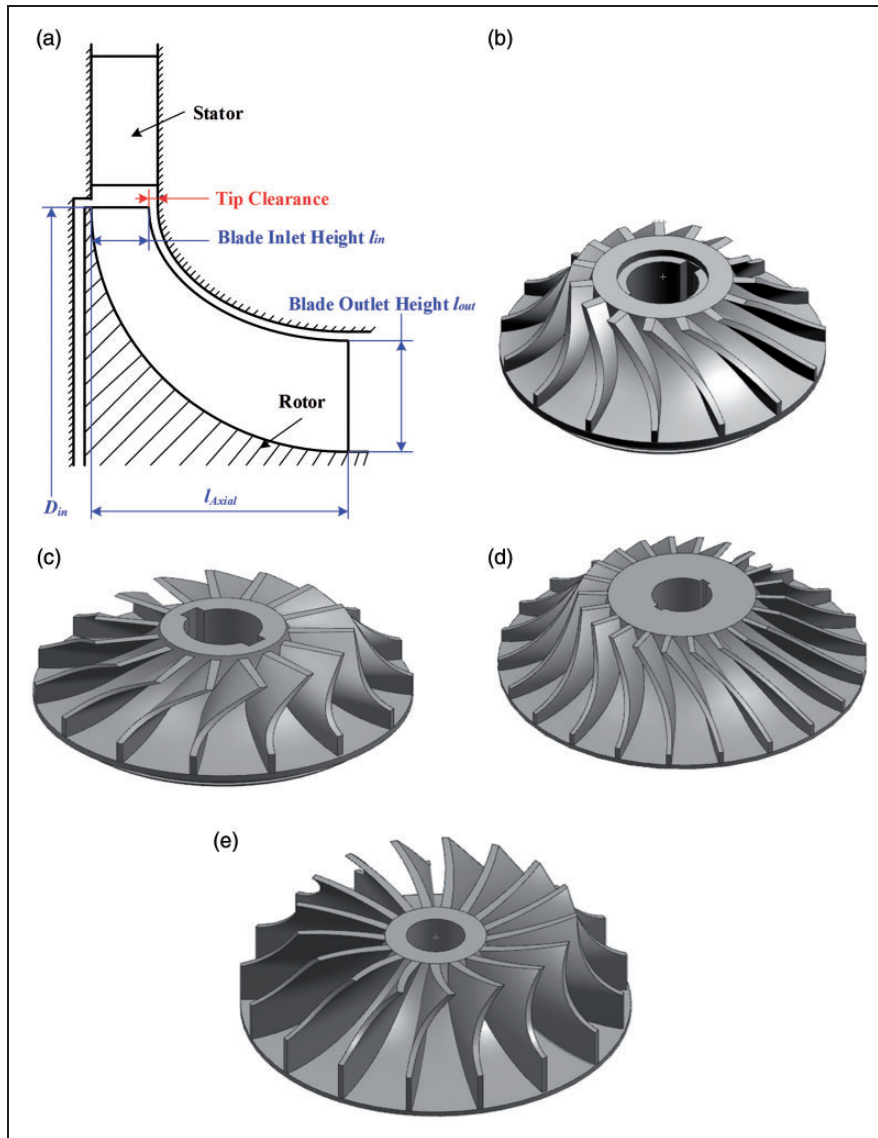 (a)
Stator
Tip Clearance
Blade Inlet Height lin
Blade Outlet Height lout
Rotor
Din
lAxial
(b)
(c)
(d)
(e)